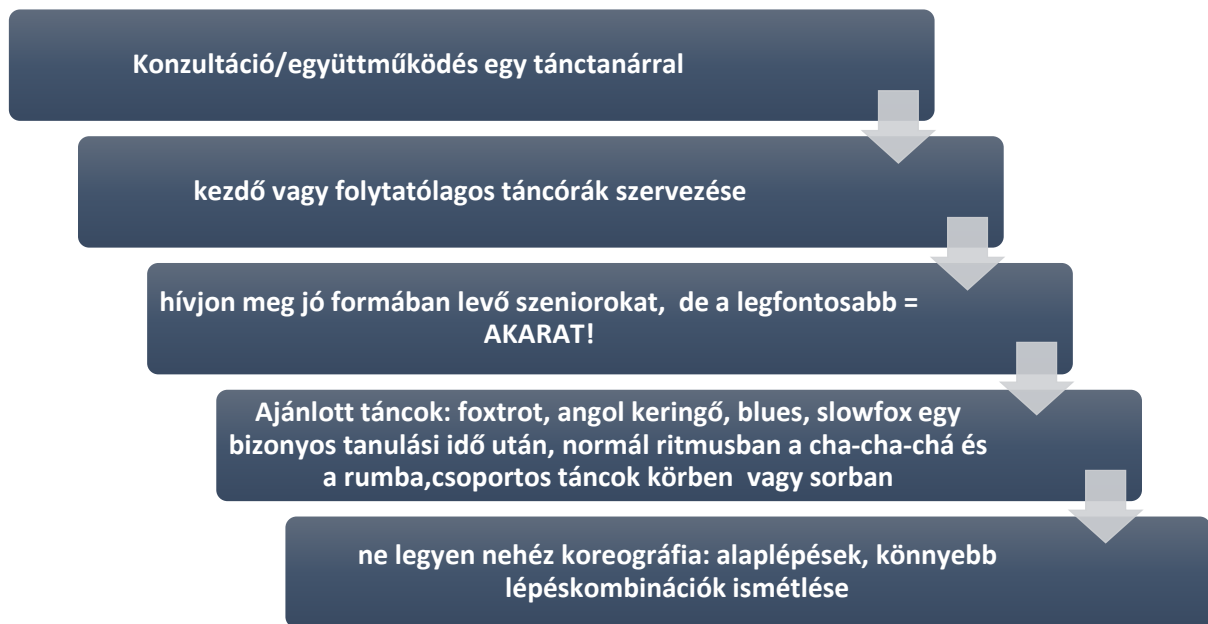 Konzultáció/együttműködés egy tánctanárral
kezdő vagy folytatólagos táncórák szervezése
hívjon meg jó formában levő szeniorokat,  de a legfontosabb =
AKARAT!
Ajánlott táncok: foxtrot, angol keringő, blues, slowfox egy
bizonyos tanulási idő után, normál ritmusban a cha-cha-chá és
a rumba,csoportos táncok körben  vagy sorban
ne legyen nehéz koreográfia: alaplépések, könnyebb
lépéskombinációk ismétlése